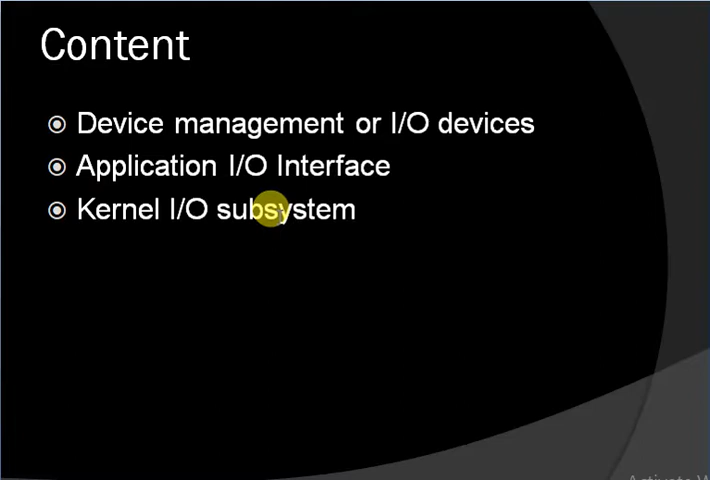 Content
Device management or I/O devices
Application I/O Interface
Kernel I/O subsystem